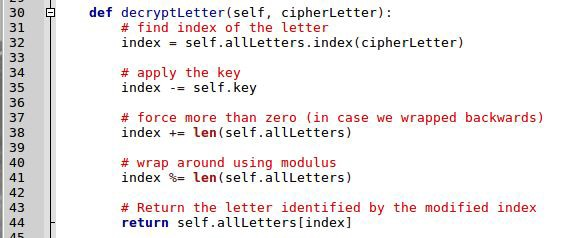 30 def decryptLetter(self, cipherLetter):
31 # find index of the letter
32 index = self.allLetters.index(cipherLetter)
33
34 # apply the key
35 index -= self.key
36
37 # force more than zero (in case we wrapped backwards)
38 index += len(self.allLetters)
39
40 # wrap around using modulus
41 index %= len(self.allLetters)
42
43 # Return the letter identified by the modified index
44 return self.allLetters[index]